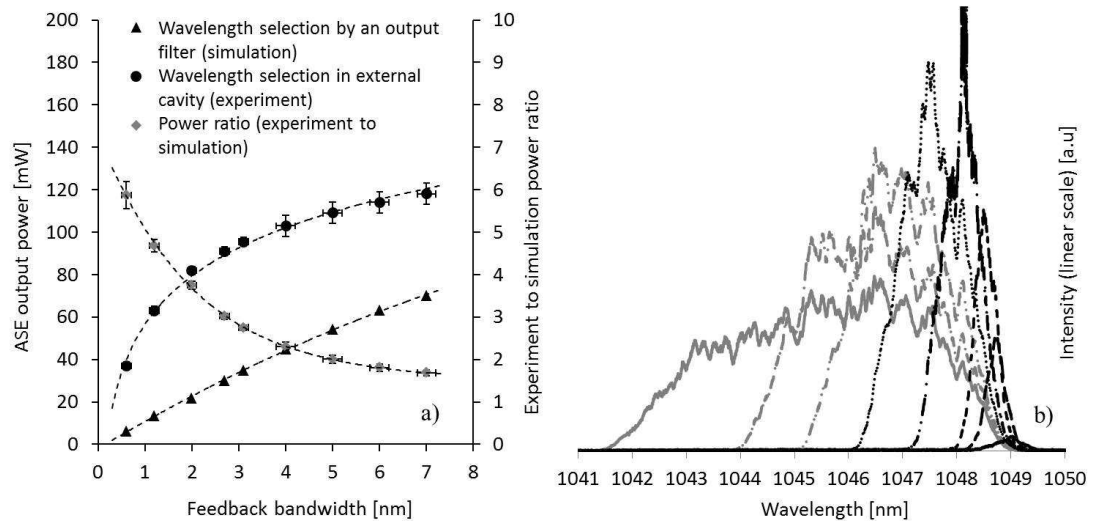 200
180
160
140
120
100
80
60
40
20
0
ASE output power [mW]
Wavelength selection by an output
filter (simulation)
Wavelength selection in external
cavity (experiment)
Power ratio (experiment to
simulation)
a)
10
9
8
7
6
5
4
3
2
1
0
Experiment to simulation power ratio
0 1 2 3 4 5 6 7 8
Feedback bandwidth [nm]
Intensity (linear scale) [a.u]
b)
1041 1042 1043 1044 1045 1046 1047 1048 1049 1050
Wavelength [nm]